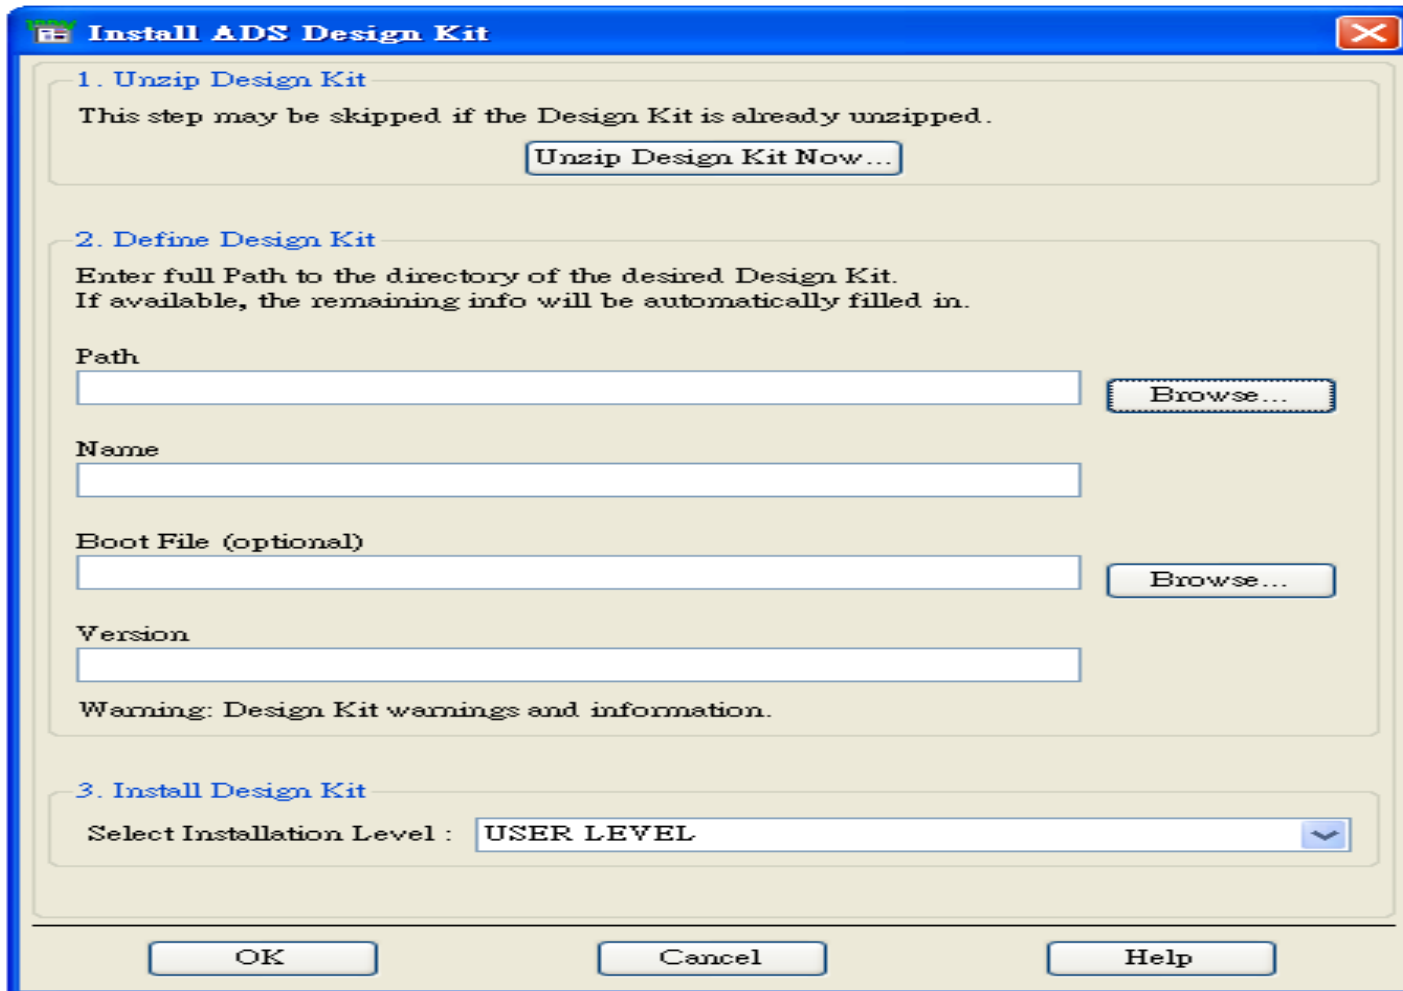 Install ADS Design Kit
1. Unzip Design Kit
This step may be skipped if the Design Kit is already unzipped.
Unzip Design Kit Now...
2. Define Design Kit
Enter full Path to the directory of the desired Design Kit.
If available, the remaining info will be automatically filled in.
Path
Browse...
Name
Boot File (optional)
Browse...
Version
Warning: Design Kit warnings and information.
3. Install Design Kit
Select Installation Level : USER LEVEL
OK Cancel Help